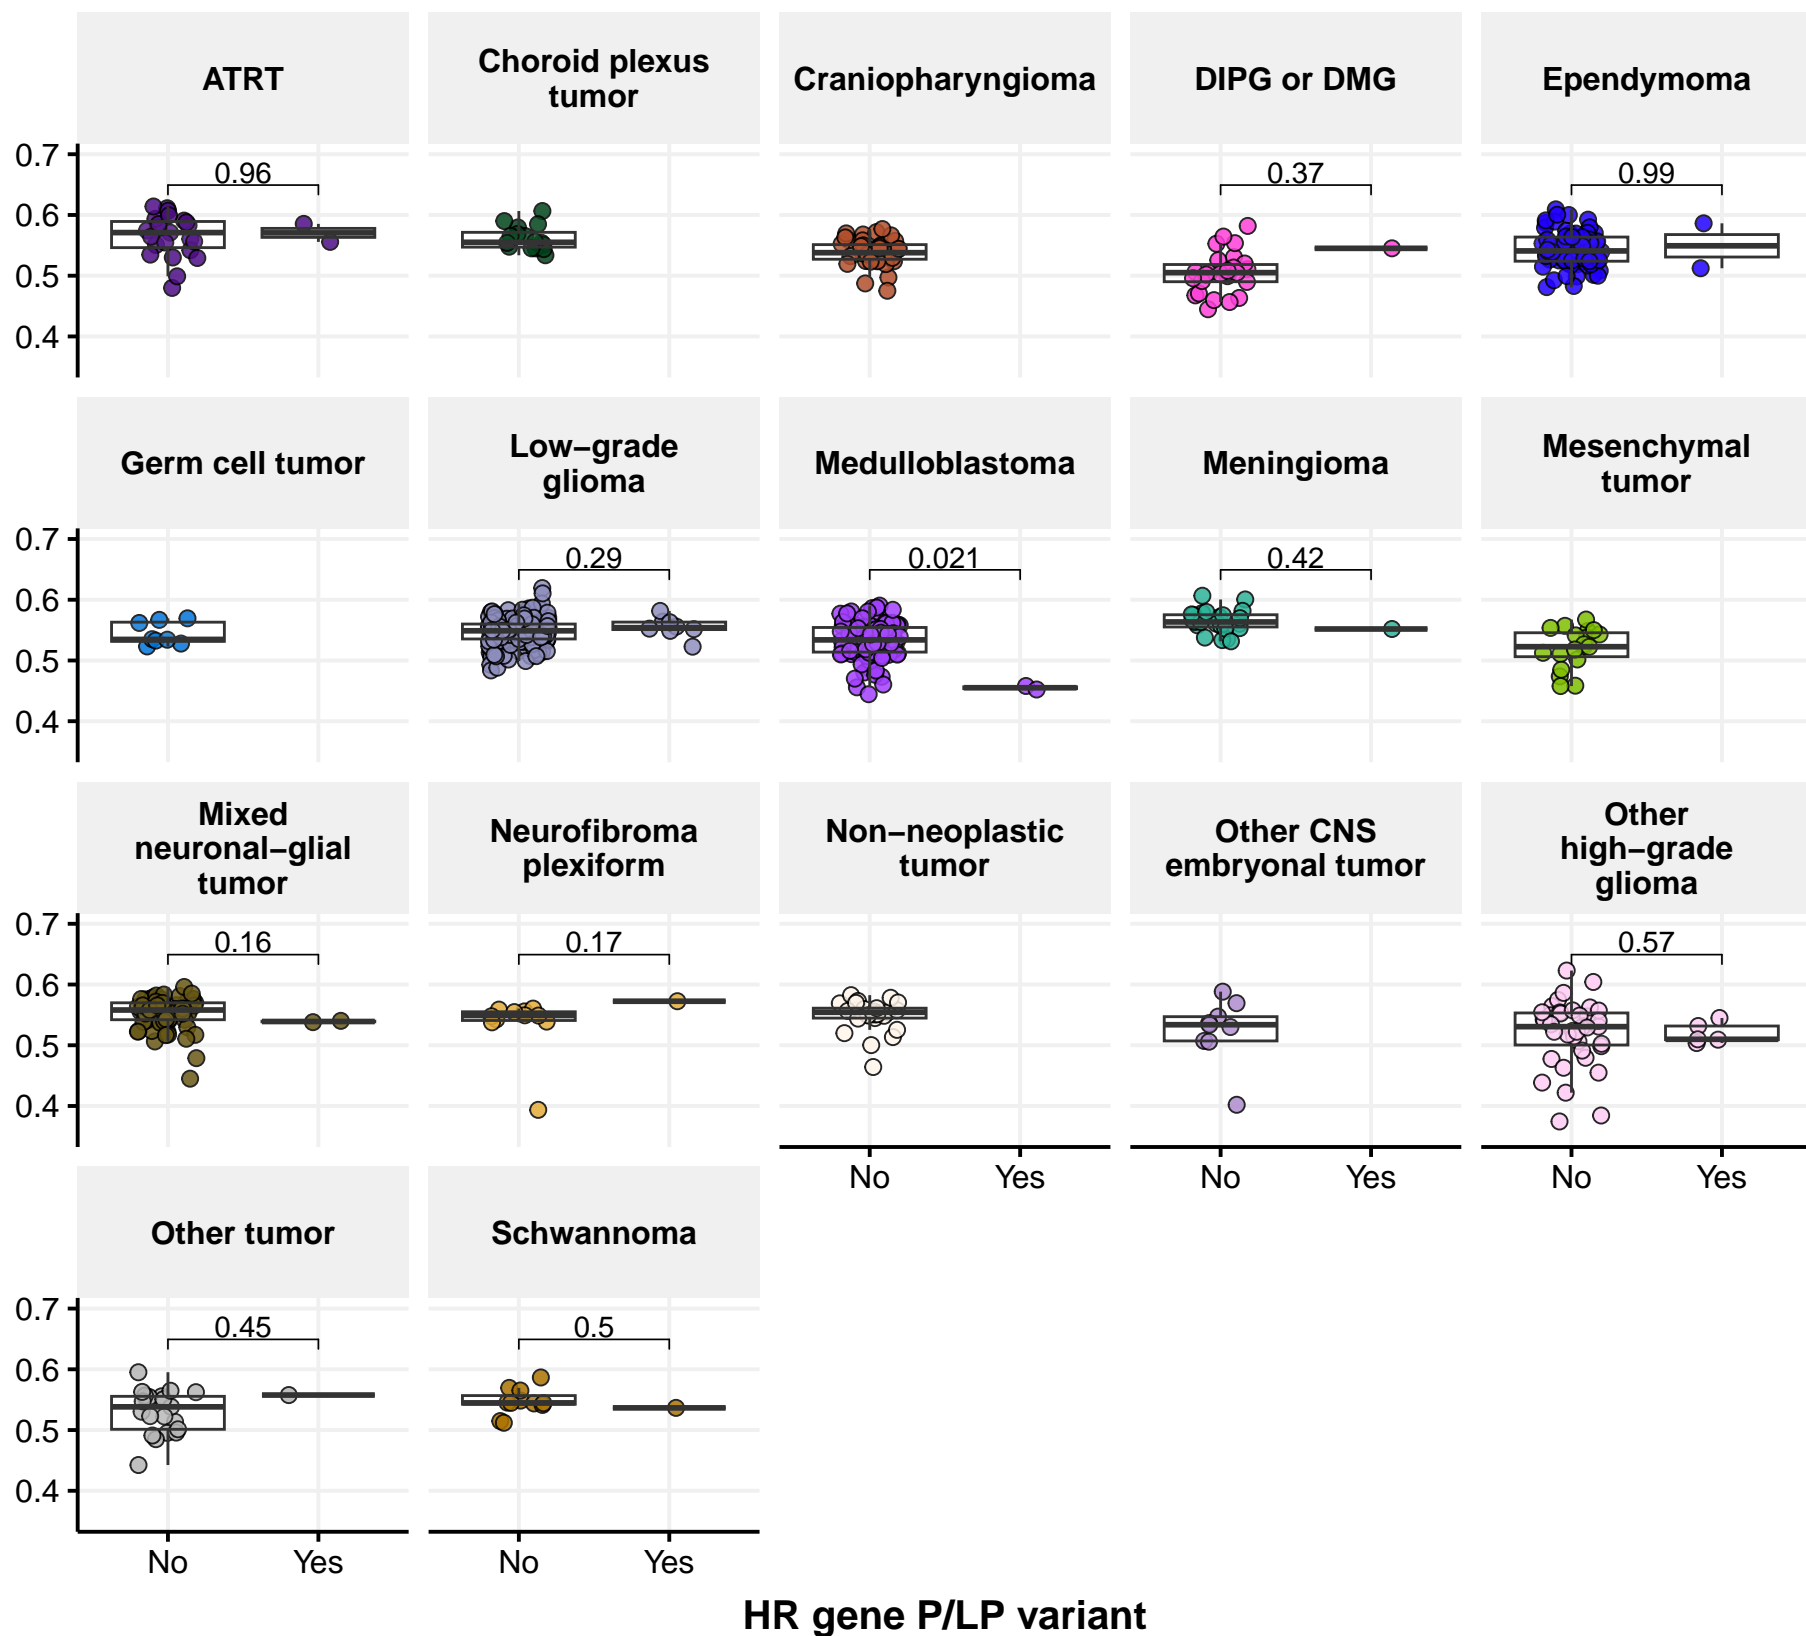 ATRT
Choroid plexus
tumor
Craniopharyngioma
DIPG or DMG
Ependymoma
0.7
0.6
0.5
0.4
0.96
0.37
0.99
Germ cell tumor
Low−grade
glioma
Medulloblastoma
Meningioma
Mesenchymal
tumor
0.7
0.6
0.5
0.4
0.29
0.021
0.42
Mixed
neuronal−glial
tumor
Neurofibroma
plexiform
Non−neoplastic
tumor
Other CNS
embryonal tumor
Other
high−grade
glioma
0.7
0.6
0.5
0.4
0.16
0.17
0.57
No
Yes
No
Yes
No
Yes
Other tumor
Schwannoma
0.7
0.6
0.5
0.4
0.45
0.5
No
Yes
No
Yes
HR gene P/LP variant